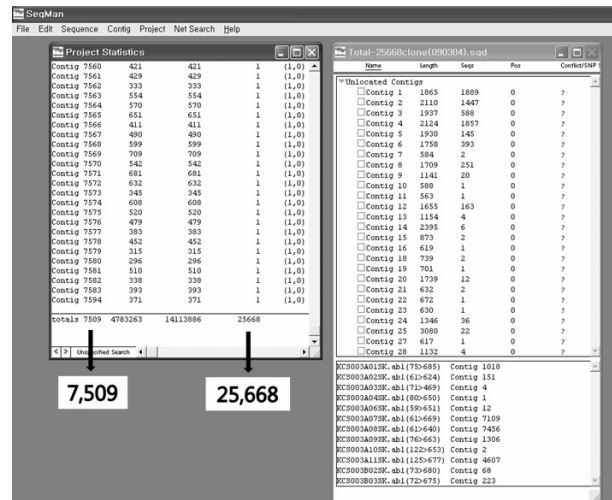 SeqMan
File Edit Sequence Contig Project Net Search Help
Project Statistics
Contig 7560 421 421 1 (1,0)
Contig 7561 429 429 1 (1,0)
Contig 7562 333 333 1 (1,0)
Contig 7563 554 554 1 (1,0)
Contig 7564 570 570 1 (1,0)
Contig 7565 651 651 1 (1,0)
Contig 7566 411 411 1 (1,0)
Contig 7567 490 490 1 (1,0)
Contig 7568 599 599 1 (1,0)
Contig 7569 709 709 1 (1,0)
Contig 7570 542 542 1 (1,0)
Contig 7571 681 681 1 (1,0)
Contig 7572 632 632 1 (1,0)
Contig 7573 345 345 1 (1,0)
Contig 7574 608 608 1 (1,0)
Contig 7575 520 520 1 (1,0)
Contig 7576 479 479 1 (1,0)
Contig 7577 383 383 1 (1,0)
Contig 7578 452 452 1 (1,0)
Contig 7579 315 315 1 (1,0)
Contig 7580 296 296 1 (1,0)
Contig 7581 510 510 1 (1,0)
Contig 7582 338 338 1 (1,0)
Contig 7583 393 393 1 (1,0)
Contig 7594 371 371 1 (1,0)
totals 7509 4783263 14113886 25668
Unspecified Search
7,509
25,668
Total-25668clone(090304).sqd
Name Length Seqs Pos Conflict/SNP S
Unlocated Contigs
Contig 1 1865 1889 0 ?
Contig 2 2110 1447 0 ?
Contig 3 1937 588 0 ?
Contig 4 2124 1857 0 ?
Contig 5 1930 145 0 ?
Contig 6 1758 393 0 ?
Contig 7 584 2 0 ?
Contig 8 1709 251 0 ?
Contig 9 1141 20 0 ?
Contig 10 588 1 0 ?
Contig 11 563 1 0 ?
Contig 12 1655 163 0 ?
Contig 13 1154 4 0 ?
Contig 14 2395 6 0 ?
Contig 15 873 2 0 ?
Contig 16 619 1 0 ?
Contig 18 739 2 0 ?
Contig 19 701 1 0 ?
Contig 20 1739 12 0 ?
Contig 21 632 2 0 ?
Contig 22 672 1 0 ?
Contig 23 630 1 0 ?
Contig 24 1346 36 0 ?
Contig 25 3080 22 0 ?
Contig 27 617 1 0 ?
Contig 28 1132 4 0 ?
KCS003A01SK.abl(75>685) Contig 1018
KCS003A02SK.abl(61>624) Contig 151
KCS003A03SK.abl(71>469) Contig 4
KCS003A04SK.abl(80>650) Contig 1
KCS003A06SK.abl(59>651) Contig 12
KCS003A07SK.abl(61>669) Contig 7109
KCS003A08SK.abl(61>640) Contig 7456
KCS003A09SK.abl(76>663) Contig 1306
KCS003A10SK.abl(122>653) Contig 2
KCS003A11SK.abl(125>677) Contig 4607
KCS003B02SK.abl(73>680) Contig 68
KCS003B03SK.abl(72>675) Contig 223